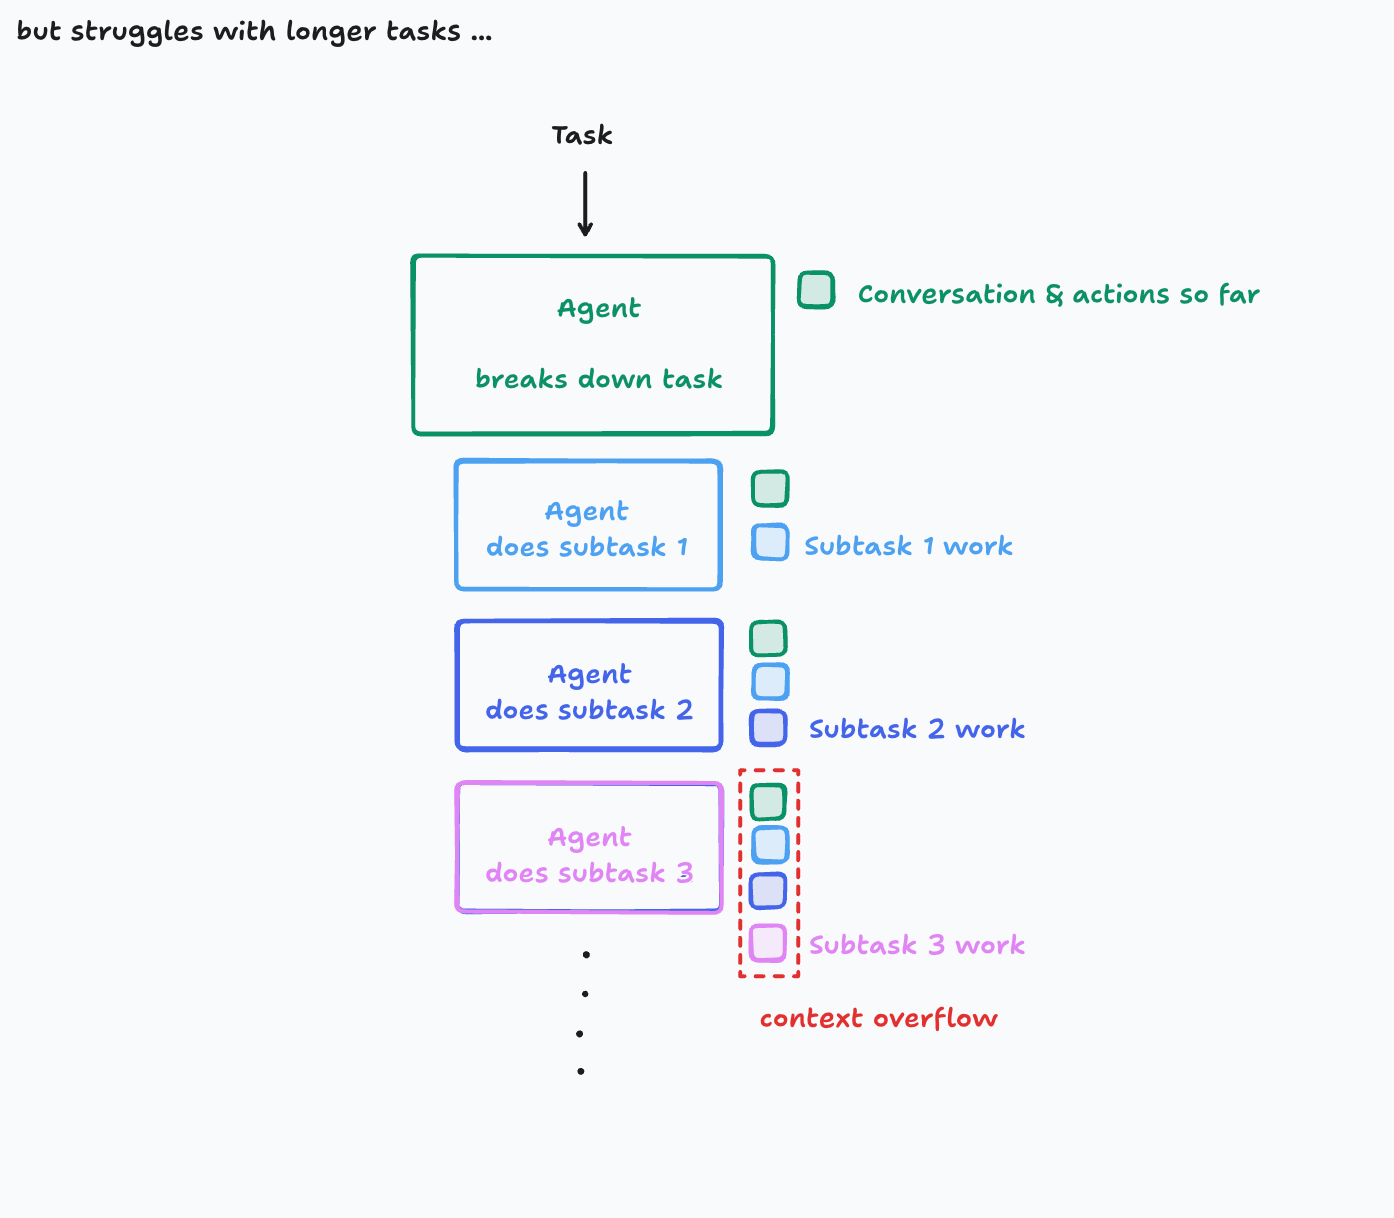 but struggles with longer tasks ...
Task
Agent
breaks down task
Conversation & actions so far
Agent
does subtask 1
Subtask 1 work
Agent
does subtask 2
Subtask 2 work
Agent
does subtask 3
Subtask 3 work
context overflow